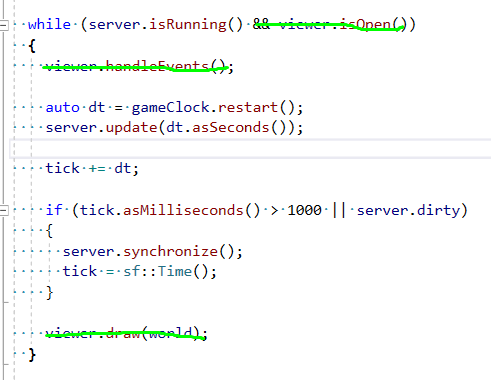 while (server.isRunning() && viewer.isOpen())
{
viewer.handleEvents();
auto dt = gameClock.restart();
server.update(dt.asSeconds());
tick += dt;
if (tick.asMilliseconds() > 1000 || server.dirty)
{
server.synchronize();
tick = sf::Time();
}
viewer.draw(world);
}